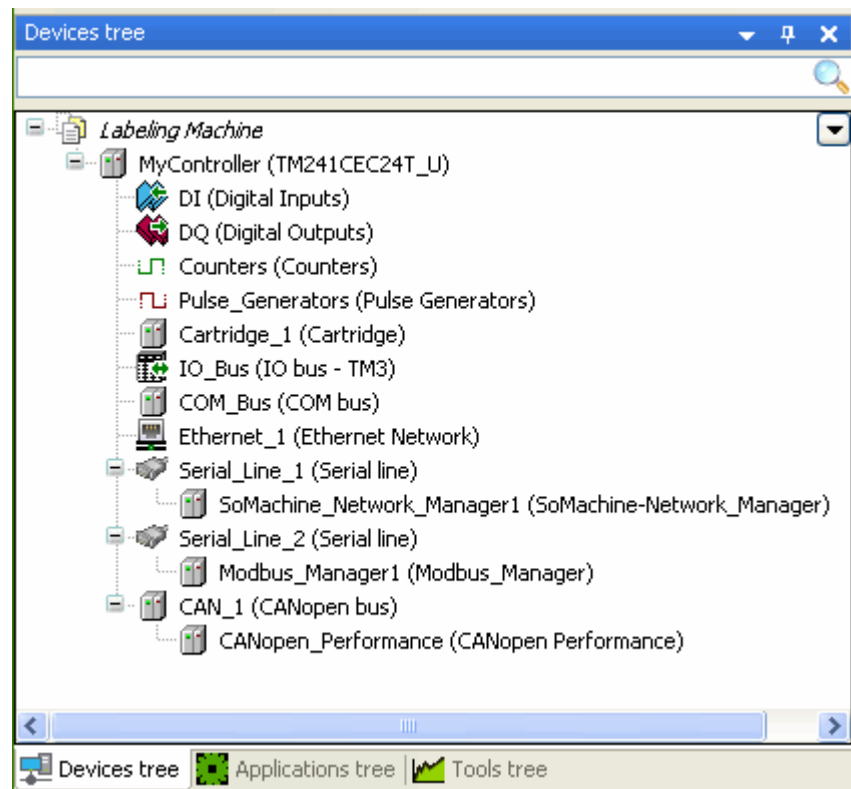 Devices tree
Labeling Machine
MyController (TM241CEC24T_U)
DI (Digital Inputs)
DQ (Digital Outputs)
Counters (Counters)
Pulse_Generators (Pulse Generators)
Cartridge_1 (Cartridge)
IO_Bus (IO bus - TM3)
COM_Bus (COM bus)
Ethernet_1 (Ethernet Network)
Serial_Line_1 (Serial line)
SoMachine_Network_Manager1 (SoMachine-Network_Manager)
Serial_Line_2 (Serial line)
Modbus_Manager1 (Modbus_Manager)
CAN_1 (CANopen bus)
CANopen_Performance (CANopen Performance)
Devices tree Applications tree Tools tree